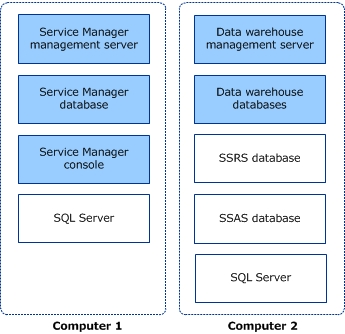 Service Manager
management server
Service Manager
database
Service Manager
console
SQL Server
Computer 1
Data warehouse
management server
Data warehouse
databases
SSRS database
SSAS database
SQL Server
Computer 2